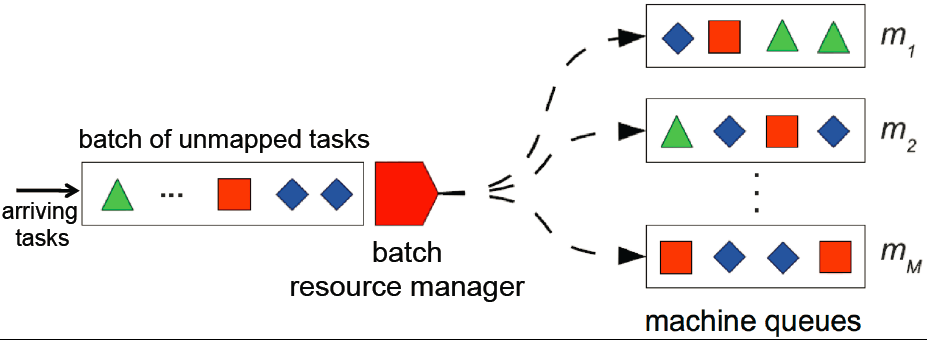 batch of unmapped tasks
...
arriving
tasks
batch
resource manager
m1
m2
mM
machine queues